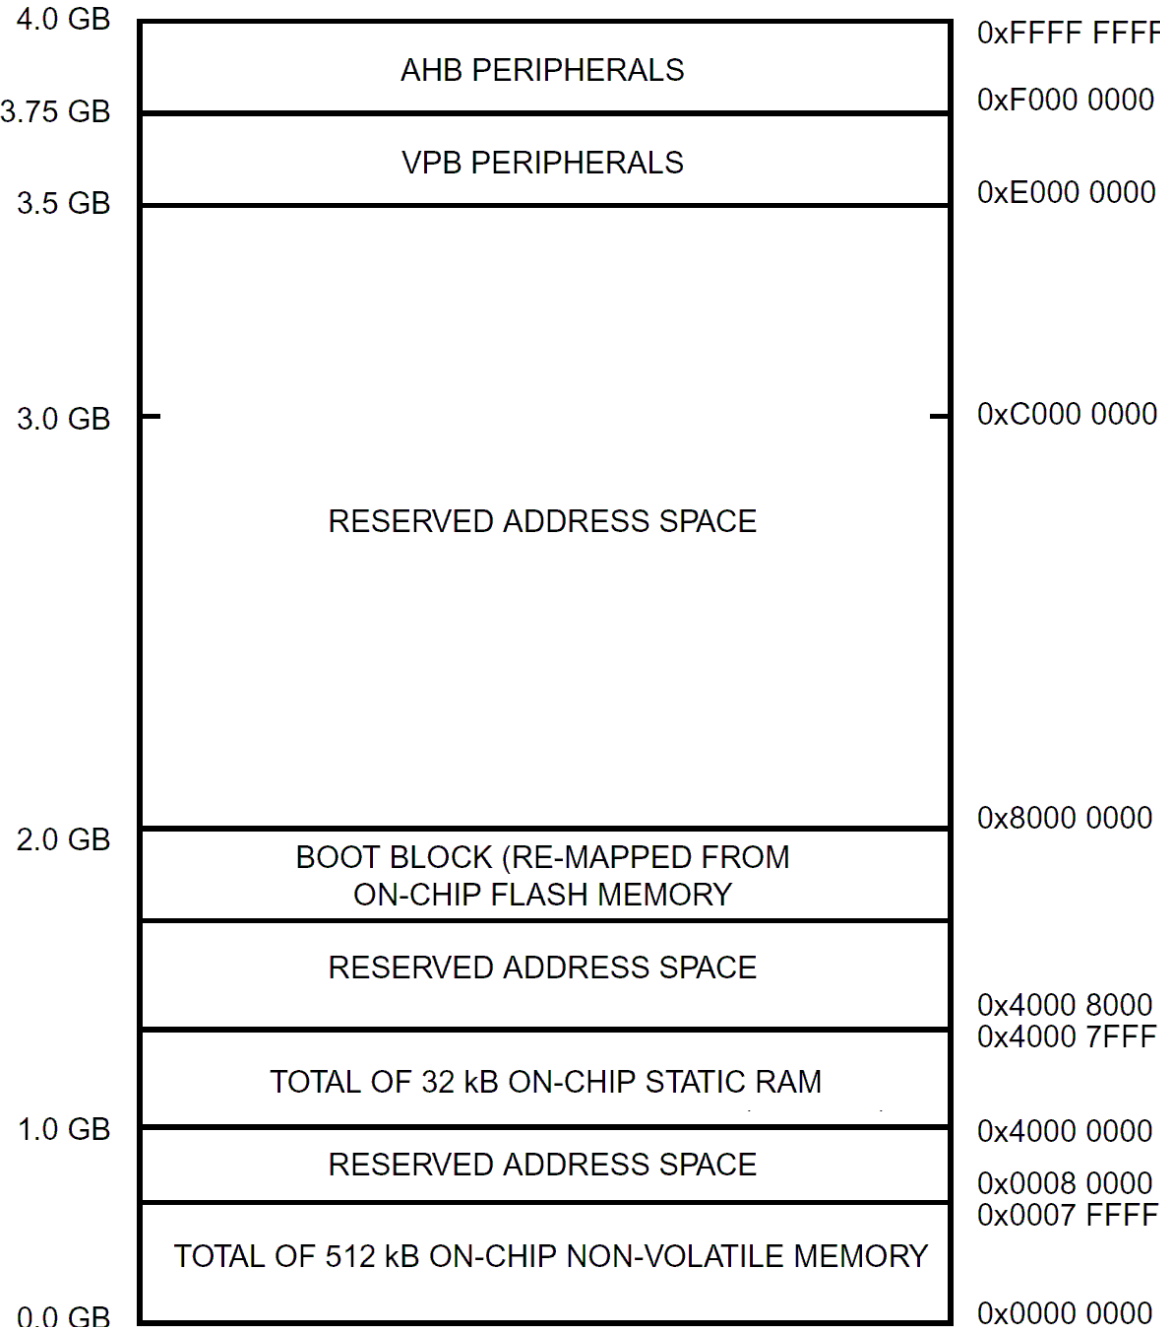 4.0 GB
0xFFFF FFFF
AHB PERIPHERALS
0xF000 0000
3.75 GB
VPB PERIPHERALS
0xE000 0000
3.5 GB
3.0 GB
0xC000 0000
RESERVED ADDRESS SPACE
0x8000 0000
2.0 GB
BOOT BLOCK (RE-MAPPED FROM
ON-CHIP FLASH MEMORY
RESERVED ADDRESS SPACE
0x4000 8000
0x4000 7FFF
TOTAL OF 32 kB ON-CHIP STATIC RAM
1.0 GB
0x4000 0000
RESERVED ADDRESS SPACE
0x0008 0000
0x0007 FFFF
TOTAL OF 512 kB ON-CHIP NON-VOLATILE MEMORY
0.0 GB
0x0000 0000